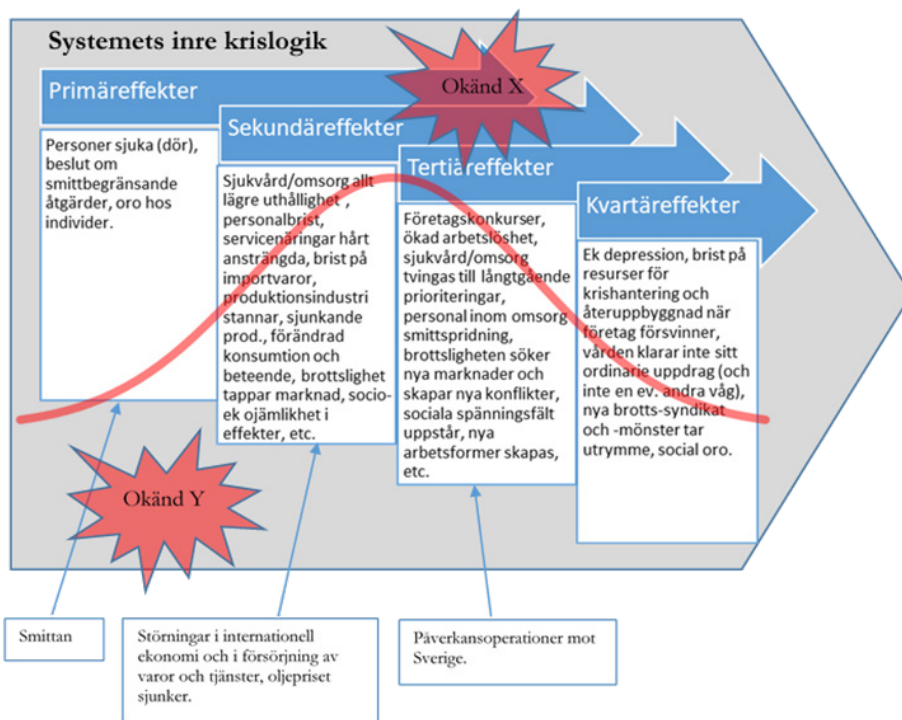 Systemets inre krislogik
Okänd X
Primäreffekter
Personer sjuka (dör),
beslut om
smittbegränsande
åtgärder, oro hos
individer.
Sekundäreffekter
Sjukvård/omsorg allt
lägre uthållighet ,
personalbrist,
servicenäringar hårt
ansträngda, brist på
importvaror,
produktionsindustri
stannar, sjunkande
prod., förändrad
konsumtion och
beteende, brottslighet
tappar marknad, socio-
ek ojämlikhet i
effekter, etc.
Tertiäreffekter
Företagskonkurser,
ökad arbetslöshet,
sjukvård/omsorg
tvingas till långtgående
prioriteringar,
personal inom omsorg
smittspridning,
brottsligheten söker
nya marknader och
skapar nya konflikter,
sociala spänningsfält
uppstår, nya
arbetsformer skapas,
etc.
Kvartäreffekter
Ek depression, brist på
resurser för
krishantering och
återuppbyggnad när
företag försvinner,
vården klarar inte sitt
ordinarie uppdrag (och
inte en ev. andra våg),
nya brotts-syndikat
och -mönster tar
utrymme, social oro.
Okänd Y
Smittan
Störningar i internationell
ekonomi och i försörjning av
varor och tjänster, oljepriset
sjunker.
Påverkansoperationer mot
Sverige.